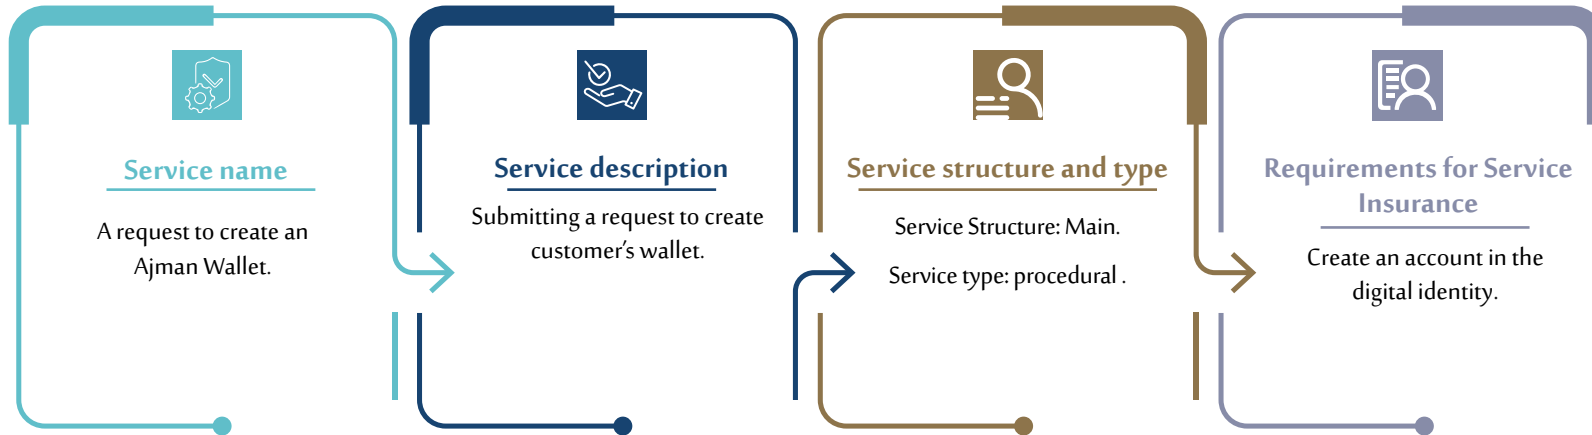 Service name
A request to create an
Ajman Wallet.
Service description
Submitting a request to create
customer's wallet.
Service structure and type
Service Structure: Main.
Service type: procedural .
Requirements for Service
Insurance
Create an account in the
digital identity.